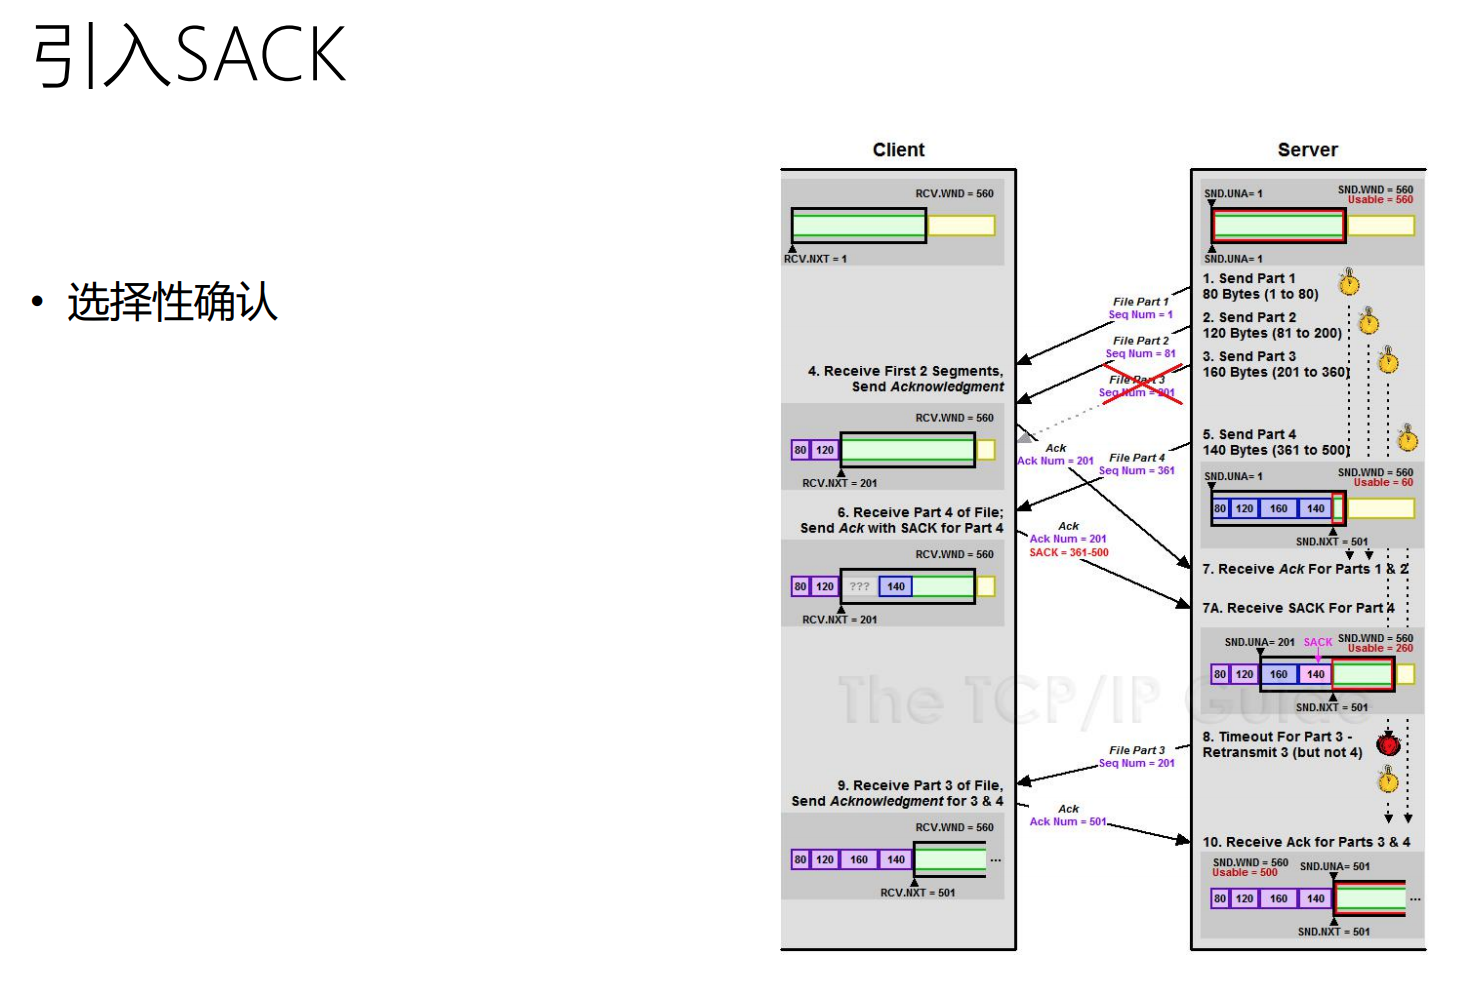 引入SACK
• 选择性确认
Client
Server
RCV.WND = 560
RCV.NXT = 1
SND.UNA= 1
SND.WND = 560
Usable = 560
SND.UNA= 1
1. Send Part 1
80 Bytes (1 to 80)
File Part 1
Seq Num = 1
2. Send Part 2
120 Bytes (81 to 200)
File Part 2
Seq Num = 81
3. Send Part 3
160 Bytes (201 to 360)
File Part 3
Seq Num = 201
4. Receive First 2 Segments,
Send Acknowledgment
RCV.WND = 560
80 120
RCV.NXT = 201
Ack
Ack Num = 201
5. Send Part 4
140 Bytes (361 to 500)
File Part 4
Seq Num = 361
SND.UNA= 1
SND.WND = 560
Usable = 60
80 120 160 140
SND.NXT = 501
6. Receive Part 4 of File;
Send Ack with SACK for Part 4
Ack
Ack Num = 201
SACK = 361-500
RCV.WND = 560
80 120 ??? 140
RCV.NXT = 201
7. Receive Ack For Parts 1 & 2
7A. Receive SACK For Part 4
SND.UNA= 201
SACK
SND.WND = 560
Usable = 260
80 120 160 140
SND.NXT = 501
The TCP/IP Guide
8. Timeout For Part 3 -
Retransmit 3 (but not 4)
File Part 3
Seq Num = 201
9. Receive Part 3 of File,
Send Acknowledgment for 3 & 4
Ack
Ack Num = 501
RCV.WND = 560
80 120 160 140 ...
RCV.NXT = 501
10. Receive Ack for Parts 3 & 4
SND.WND = 560
Usable = 500
SND.UNA= 501
80 120 160 140 ...
SND.NXT = 501